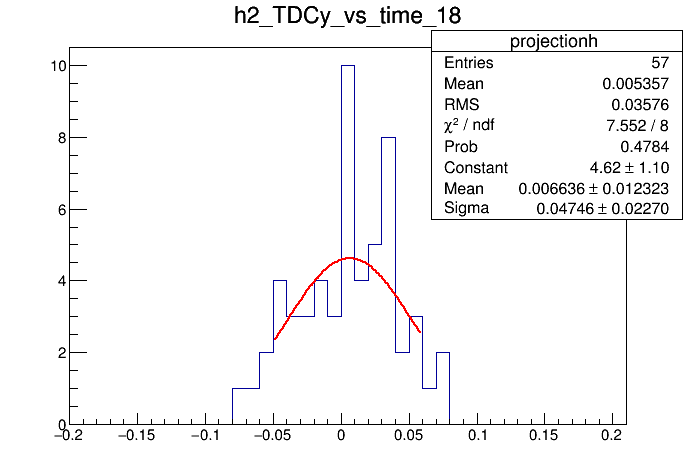 h2_TDCy_vs_time_18
projectionh
Entries 57
Mean 0.005357
RMS 0.03576
χ² / ndf 7.552 / 8
Prob 0.4784
Constant 4.62 ± 1.10
Mean 0.006636 ± 0.012323
Sigma 0.04746 ± 0.02270
10
8
6
4
2
0
−0.2 −0.15 −0.1 −0.05 0 0.05 0.1 0.15 0.2